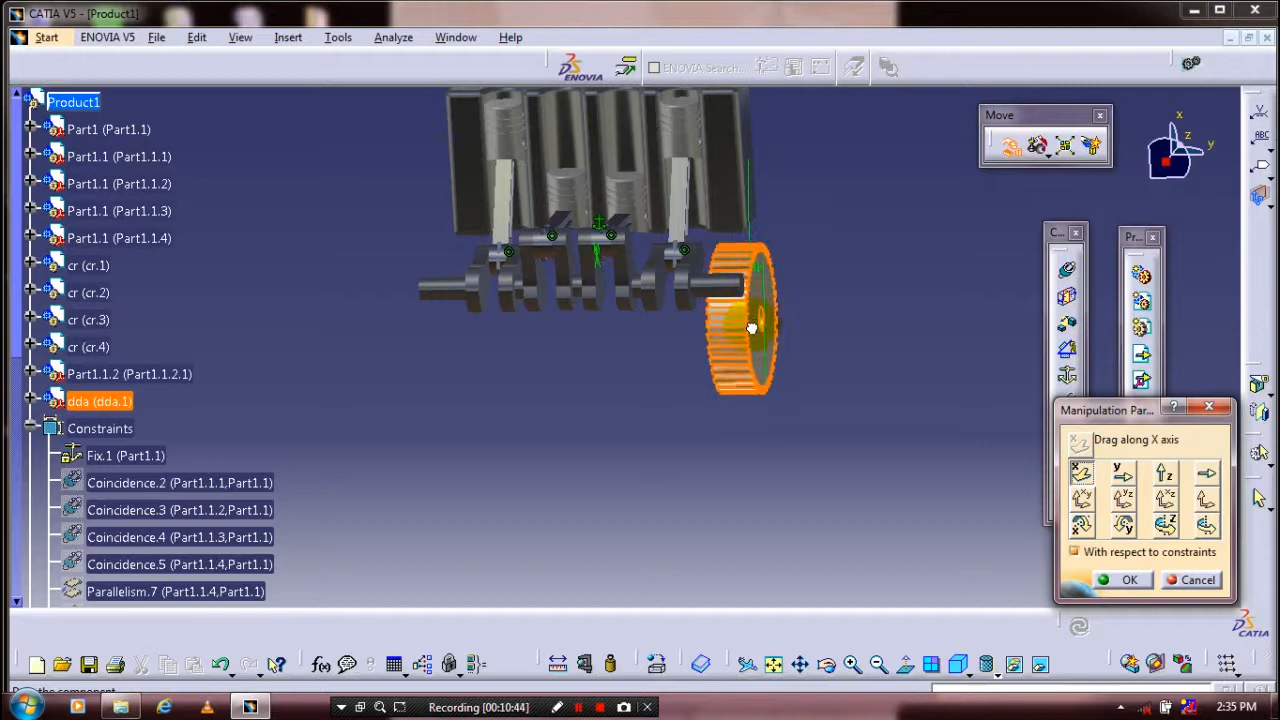 CATIA V5 - [Product1]
Start ENOVIA V5 File Edit View Insert Tools Analyze Window Help
ENOVIA ENOVIA Search...
Product1
Part1 (Part1.1)
Part1.1 (Part1.1.1)
Part1.1 (Part1.1.2)
Part1.1 (Part1.1.3)
Part1.1 (Part1.1.4)
cr (cr.1)
cr (cr.2)
cr (cr.3)
cr (cr.4)
Part1.1.2 (Part1.1.2.1)
dda (dda.1)
Constraints
Fix.1 (Part1.1)
Coincidence.2 (Part1.1.1,Part1.1)
Coincidence.3 (Part1.1.2,Part1.1)
Coincidence.4 (Part1.1.3,Part1.1)
Coincidence.5 (Part1.1.4,Part1.1)
Parallelism.7 (Part1.1.4,Part1.1)
Move
x
z
y
C...
Pr...
ABC
Manipulation Par...
Drag along X axis
With respect to constraints
OK Cancel
CATIA
f(x)
Recording [00:10:44]
2:35 PM